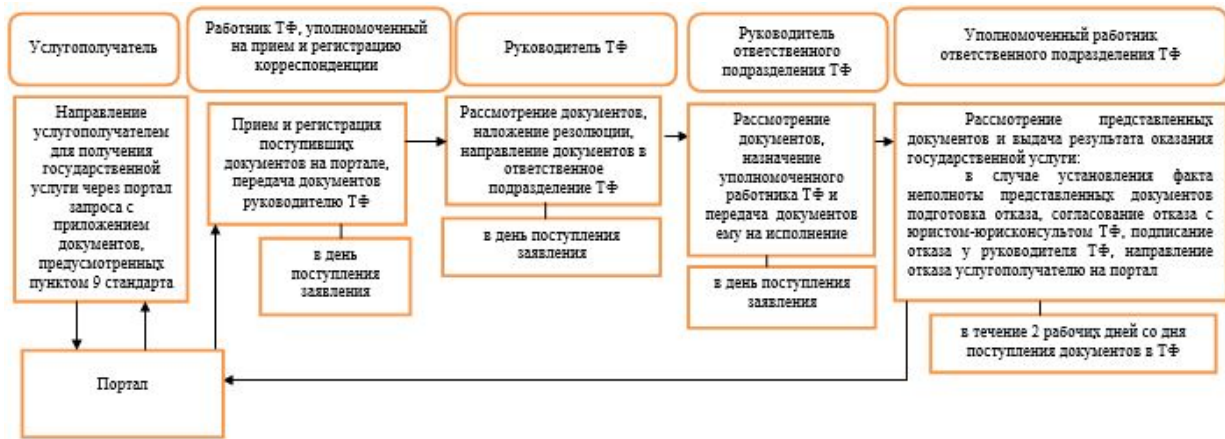 Услугополучатель
Работник ТФ, уполномоченный
на прием и регистрацию
корреспонденции
Руководитель ТФ
Руководитель
ответственного
подразделения ТФ
Уполномоченный работник
ответственного подразделения ТФ
Направление
услугополучателем
для получения
государственной
услуги через портал
запроса с
приложением
документов,
предусмотренных
пунктом 9 стандарта
Прием и регистрация
поступивших
документов на портале,
передача документов
руководителю ТФ
Рассмотрение документов,
наложение резолюции,
направление документов в
ответственное
подразделение ТФ
Рассмотрение
документов,
назначение
уполномоченного
работника ТФ и
передача документов
ему на исполнение
Рассмотрение представленных
документов и выдача результата оказания
государственной услуги:
в случае установления факта
неполноты представленных документов
подготовка отказа, согласование отказа с
юристом-юрисконсультом ТФ, подписание
отказа у руководителя ТФ, направление
отказа услугополучателю на портал
в день
поступления
заявления
в день поступления
заявления
в день поступления
заявления
в течение 2 рабочих дней со дня
поступления документов в ТФ
Портал